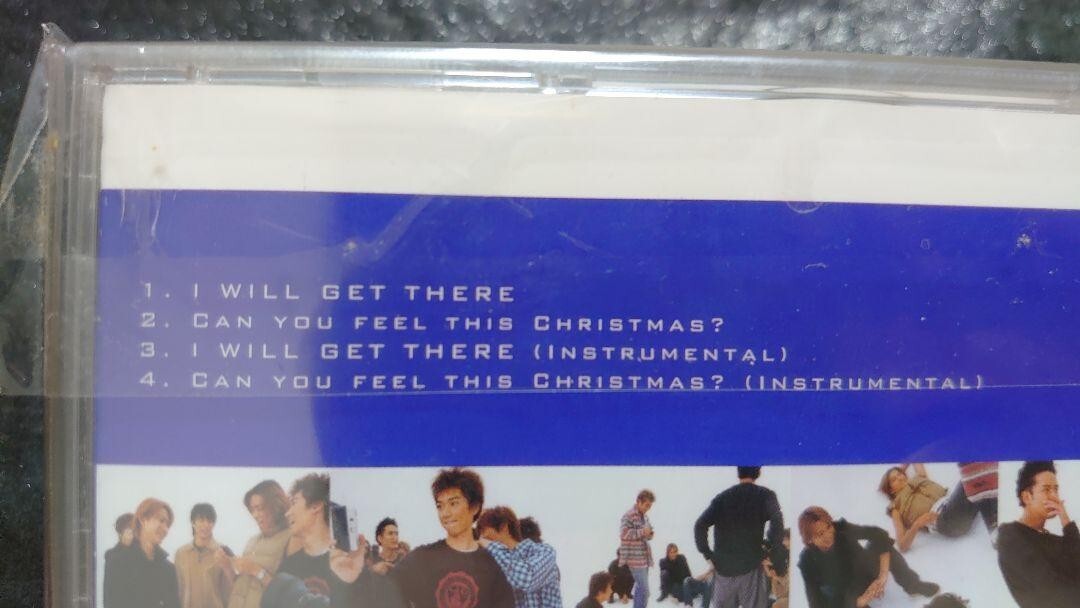 1. I WILL GET THERE
2. CAN YOU FEEL THIS CHRISTMAS?
3. I WILL GET THERE (INSTRUMENTAL)
4. CAN YOU FEEL THIS CHRISTMAS? (INSTRUMENTAL)